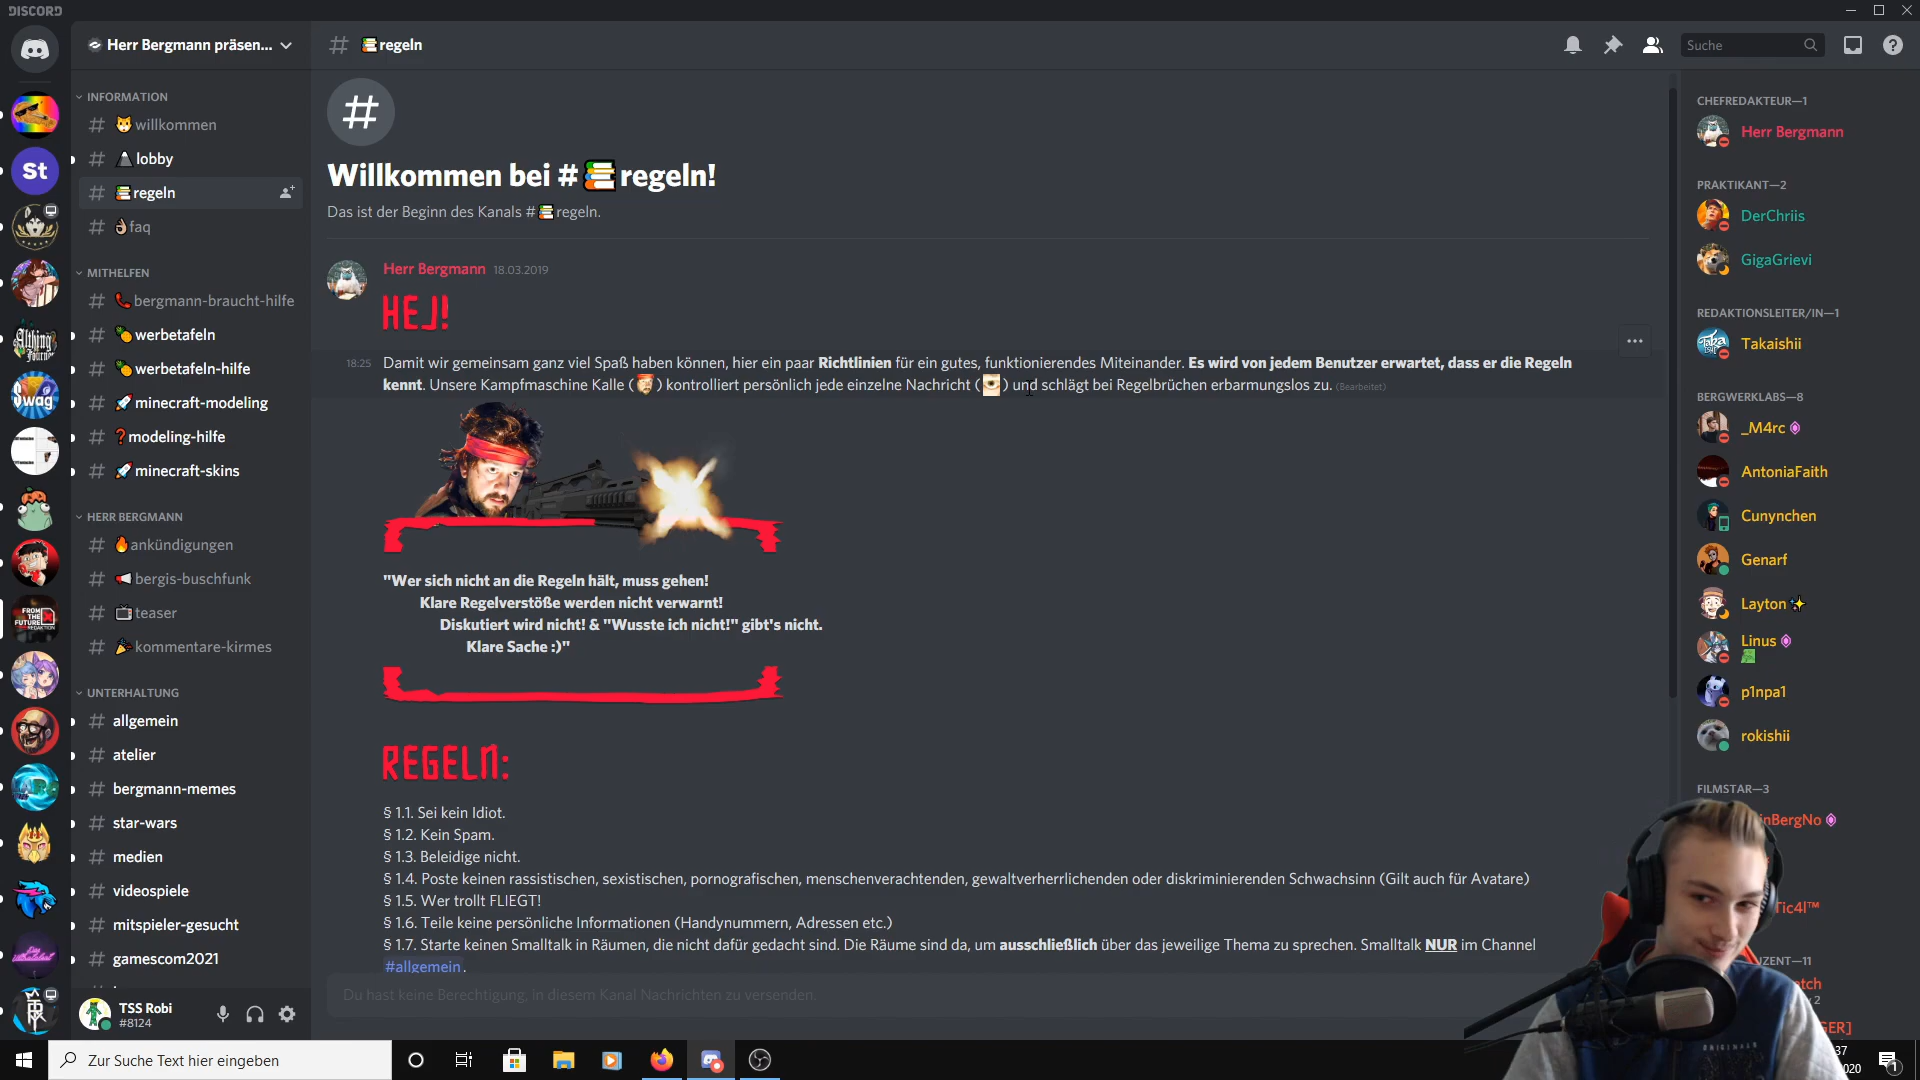 DISCORD
Herr Bergmann präsen...
regeln
Suche
INFORMATION
willkommen
lobby
regeln
faq
MITHELFEN
bergmann-braucht-hilfe
werbetafeln
werbetafeln-hilfe
minecraft-modeling
modeling-hilfe
minecraft-skins
HERR BERGMANN
ankündigungen
bergis-buschfunk
teaser
kommentare-kirmes
UNTERHALTUNG
allgemein
atelier
bergmann-memes
star-wars
medien
videospiele
mitspieler-gesucht
gamescom2021
TSS Robi
#8124
St
Swag
FROM THE FUTURE
Willkommen bei #regeln!
Das ist der Beginn des Kanals #regeln.
Herr Bergmann 18.03.2019
HEJ!
18:25 Damit wir gemeinsam ganz viel Spaß haben können, hier ein paar Richtlinien für ein gutes, funktionierendes Miteinander. Es wird von jedem Benutzer erwartet, dass er die Regeln
kennt. Unsere Kampfmaschine Kalle ( ) kontrolliert persönlich jede einzelne Nachricht ( ) und schlägt bei Regelbrüchen erbarmungslos zu. (Bearbeitet)
"Wer sich nicht an die Regeln hält, muss gehen!
Klare Regelverstöße werden nicht verwarnt!
Diskutiert wird nicht! & "Wusste ich nicht!" gibt's nicht.
Klare Sache :)"
REGELN:
§ 1.1. Sei kein Idiot.
§ 1.2. Kein Spam.
§ 1.3. Beleidige nicht.
§ 1.4. Poste keinen rassistischen, sexistischen, pornografischen, menschenverachtenden, gewaltverherrlichenden oder diskriminierenden Schwachsinn (Gilt auch für Avatare)
§ 1.5. Wer trollt FLIEGT!
§ 1.6. Teile keine persönliche Informationen (Handynummern, Adressen etc.)
§ 1.7. Starte keinen Smalltalk in Räumen, die nicht dafür gedacht sind. Die Räume sind da, um ausschließlich über das jeweilige Thema zu sprechen. Smalltalk NUR im Channel
#allgemein.
Du hast keine Berechtigung, in diesem Kanal Nachrichten zu versenden.
CHEFREDAKTEUR—1
Herr Bergmann
PRAKTIKANT—2
DerChriis
GigaGrievi
REDAKTIONSLEITER/IN—1
Takaishii
BERGWERKLABS—8
_M4rc
AntoniaFaith
Cunynchen
Genarf
Layton
Linus
p1npa1
rokishii
FILMSTAR—3
inBergNo
Tic4l™
ZENT—11
Zur Suche Text hier eingeben
37
020
1